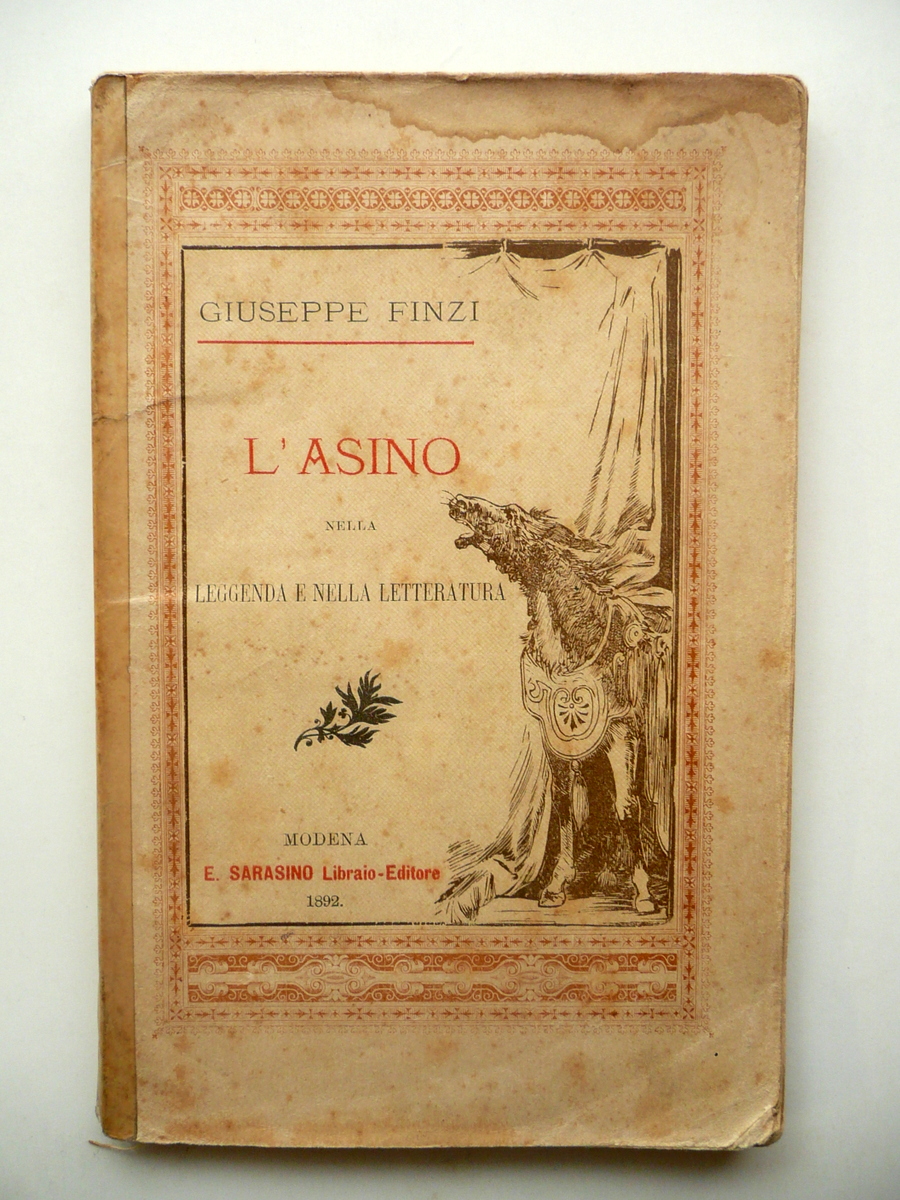 GIUSEPPE FINZI
L'ASINO
NELLA
LEGGENDA E NELLA LETTERATURA
MODENA
E. SARASINO Libraio-Editore
1892.